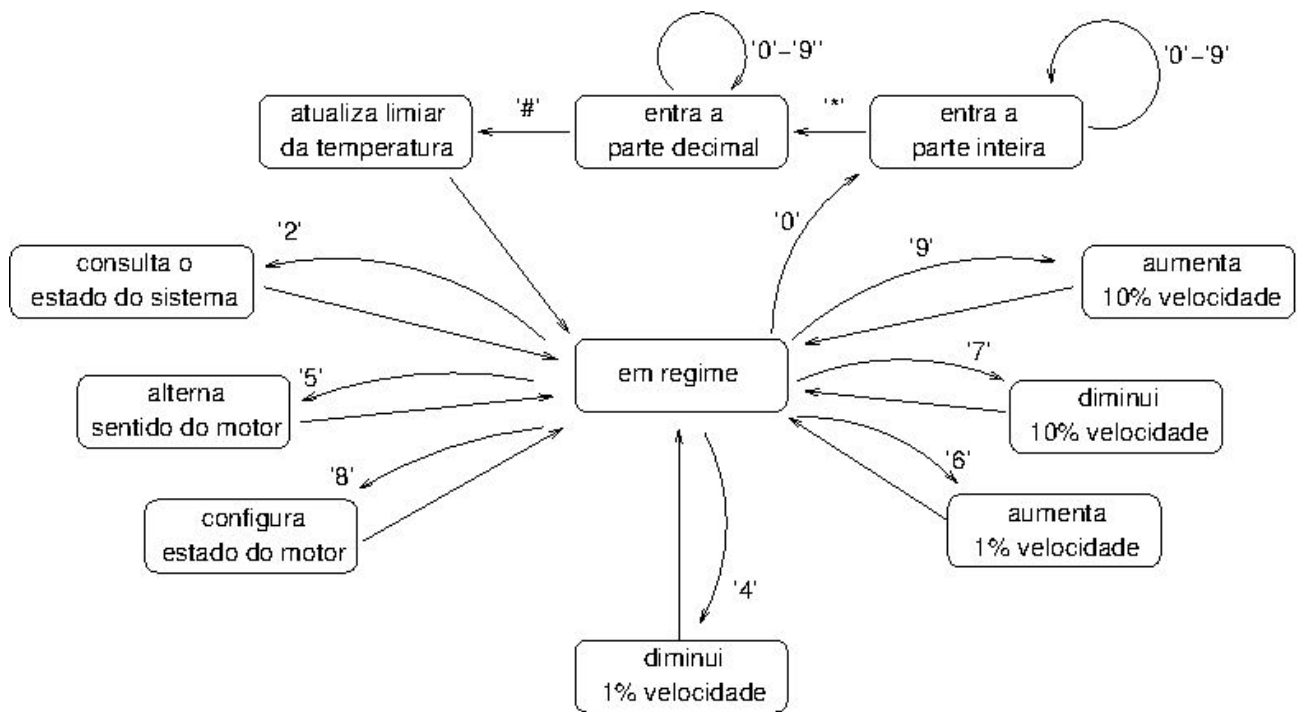 '0'−'9''
'0'−'9'
atualiza limiar
da temperatura
'#'
entra a
parte decimal
'*'
entra a
parte inteira
'2'
'0'
'9'
consulta o
estado do sistema
aumenta
10% velocidade
em regime
'7'
'5'
alterna
sentido do motor
diminui
10% velocidade
'8'
'6'
configura
estado do motor
aumenta
1% velocidade
'4'
diminui
1% velocidade